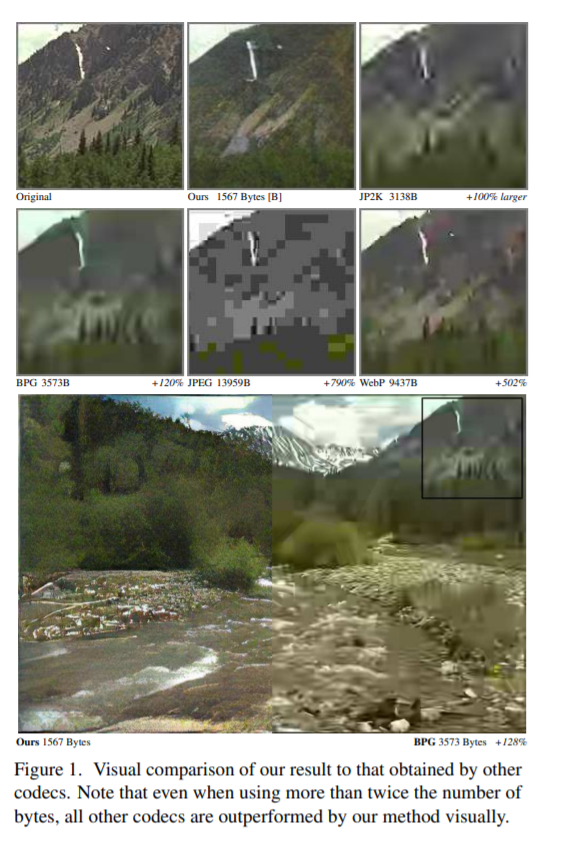 Original
Ours 1567 Bytes [B]
JP2K 3138B +100% larger
BPG 3573B +120%
JPEG 13959B +790%
WebP 9437B +502%
Ours 1567 Bytes
BPG 3573 Bytes +128%
Figure 1. Visual comparison of our result to that obtained by other
codecs. Note that even when using more than twice the number of
bytes, all other codecs are outperformed by our method visually.